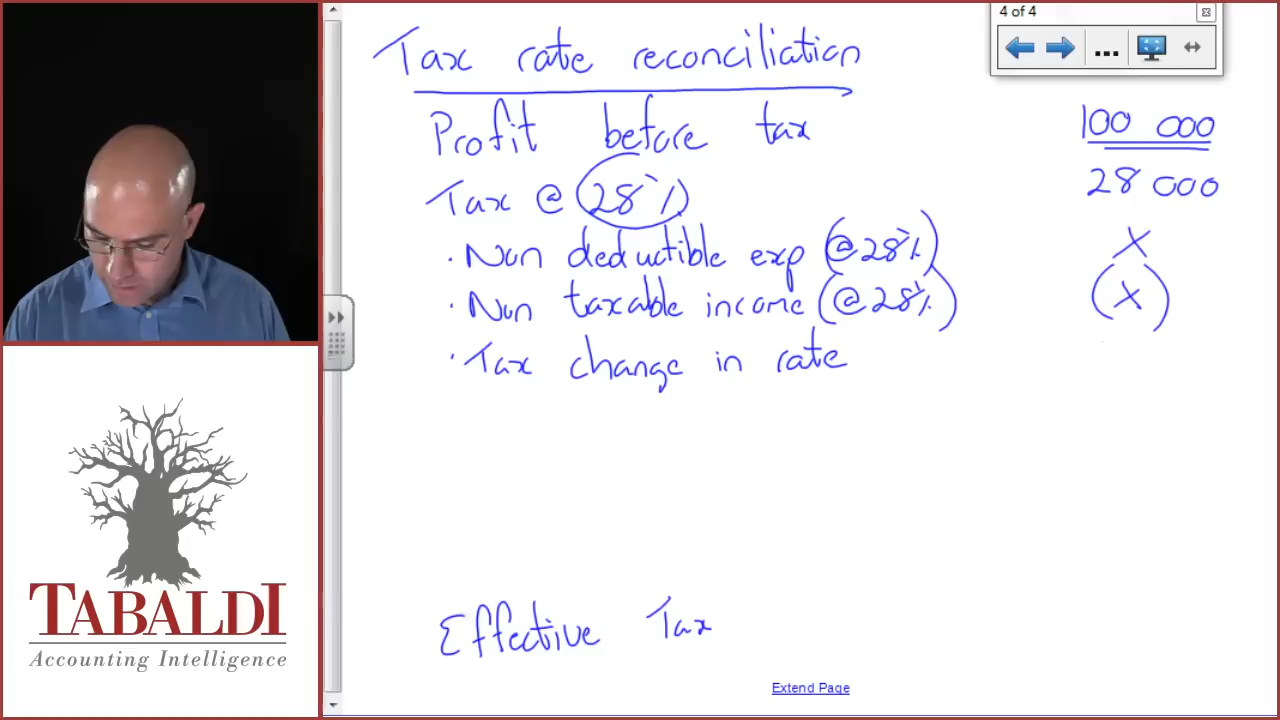 4 of 4
Tax rate reconciliation
Profit before tax 100 000
Tax @ 28% 28 000
· Non deductible exp (@28%) X
· Non taxable income (@28%) (X)
· Tax change in rate
Effective Tax
Extend Page
TABALDI
Accounting Intelligence